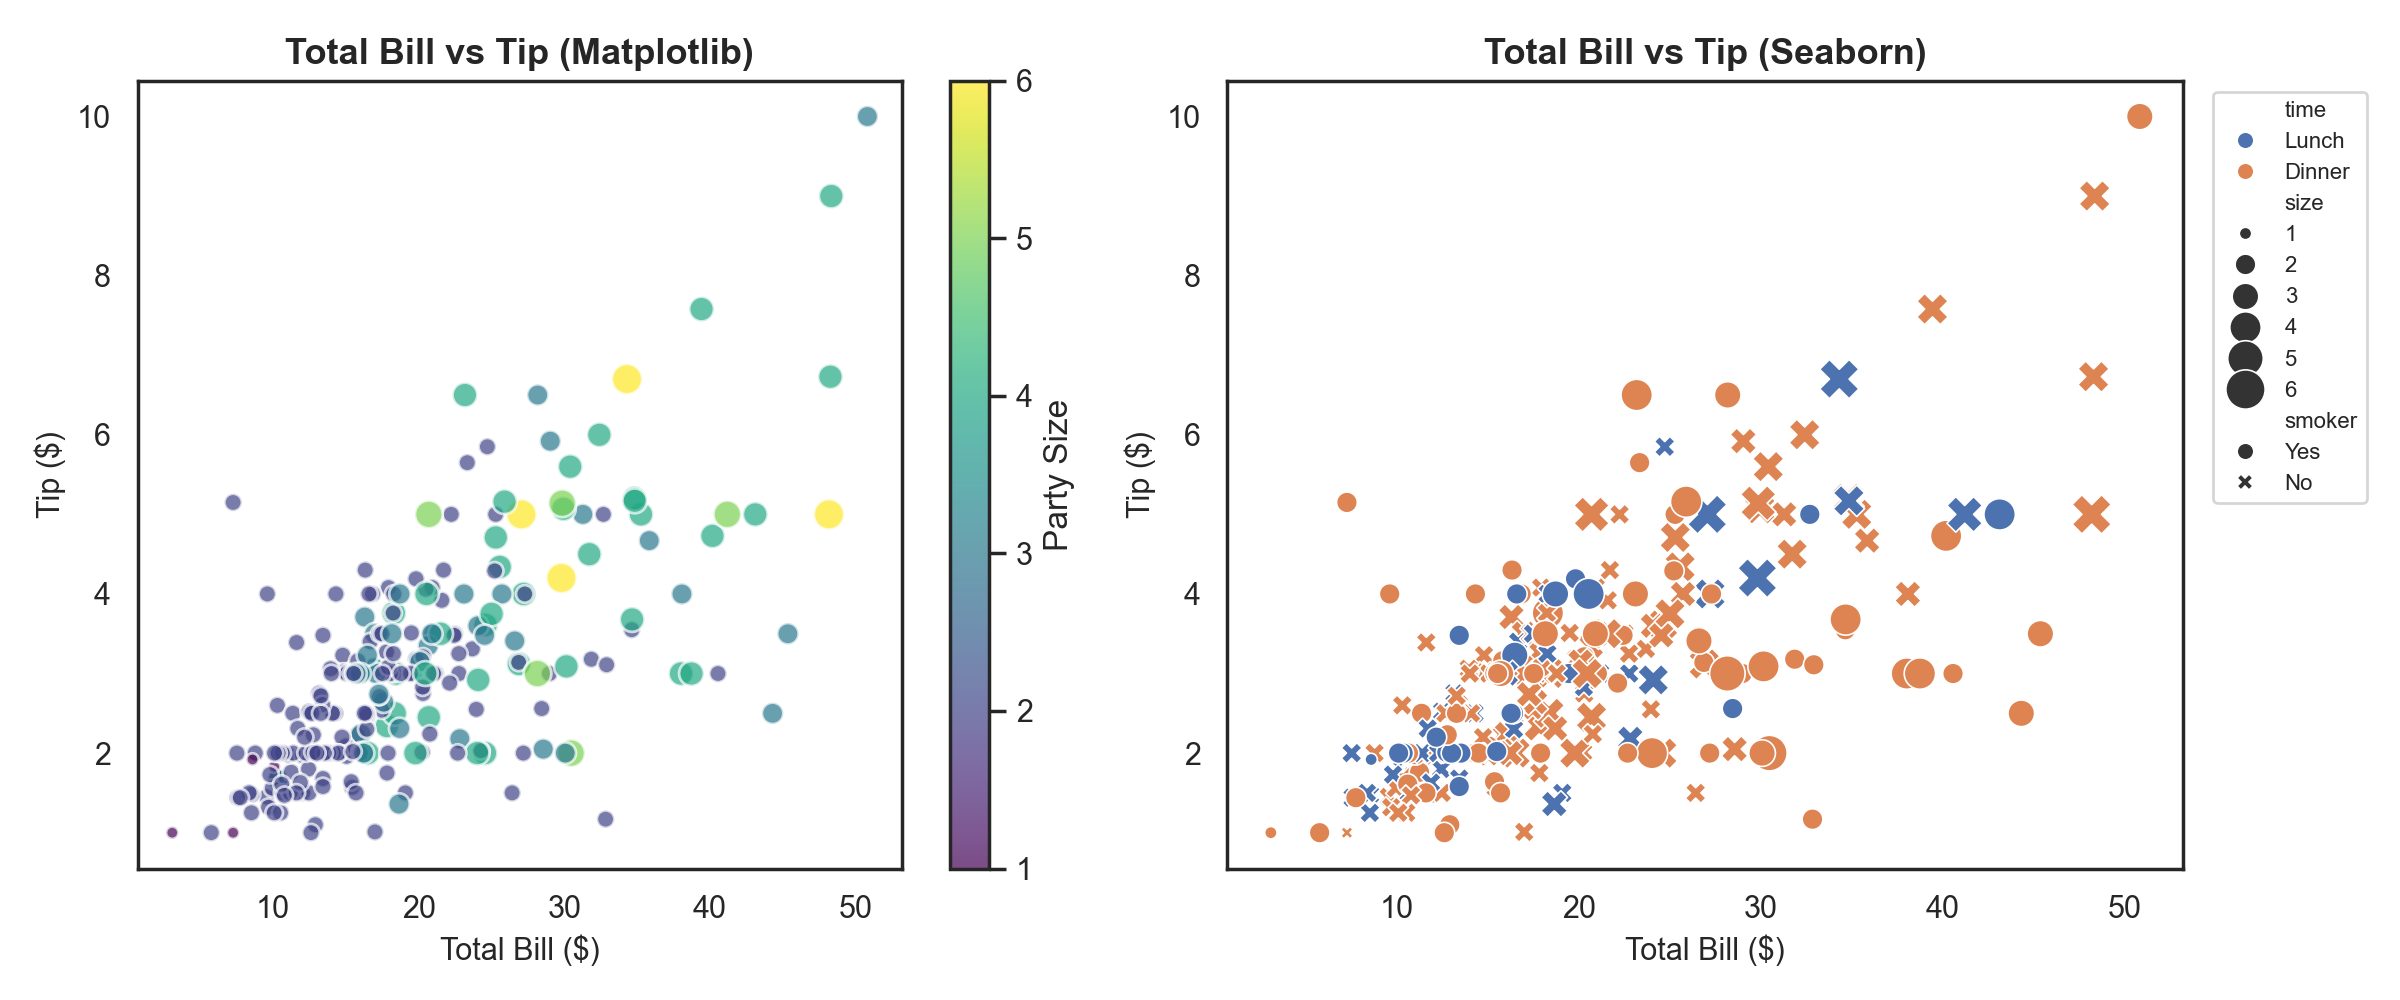 Total Bill vs Tip (Matplotlib)
10
8
6
4
2
Tip ($)
10
20
30
40
50
Total Bill ($)
6
5
4
3
2
1
Party Size
Total Bill vs Tip (Seaborn)
10
8
6
4
2
Tip ($)
10
20
30
40
50
Total Bill ($)
time
Lunch
Dinner
size
1
2
3
4
5
6
smoker
Yes
No